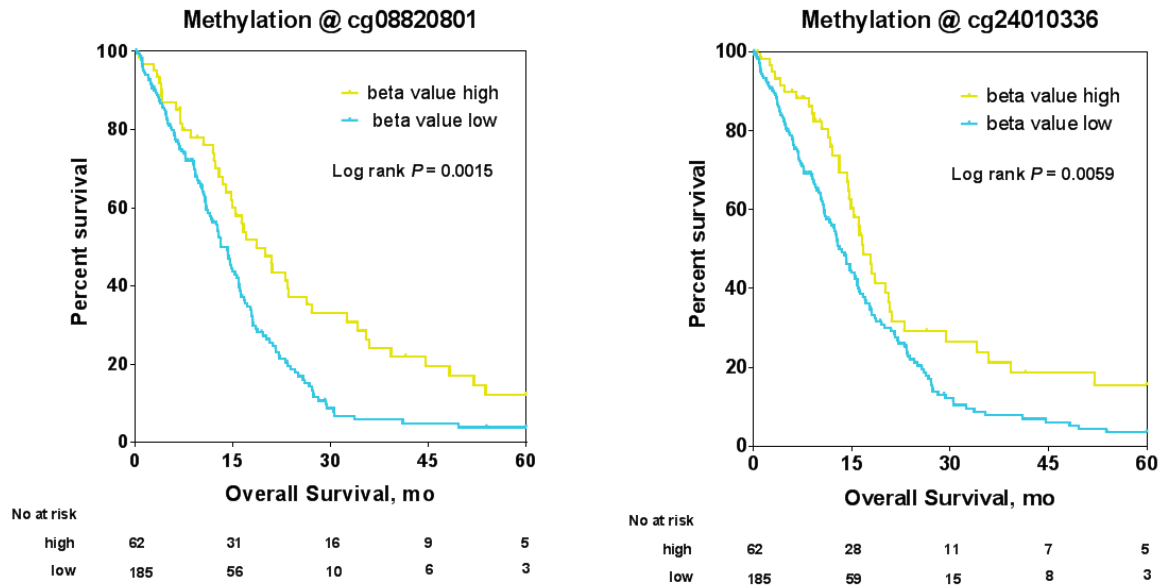 Methylation @ cg08820801
100
80
60
40
20
0
Percent survival
beta value high
beta value low
Log rank P = 0.0015
0 15 30 45 60
Overall Survival, mo
No at risk
high 62 31 16 9 5
low 185 56 10 6 3
Methylation @ cg24010336
100
80
60
40
20
0
Percent survival
beta value high
beta value low
Log rank P = 0.0059
0 15 30 45 60
Overall Survival, mo
No at risk
high 62 28 11 7 5
low 185 59 15 8 3